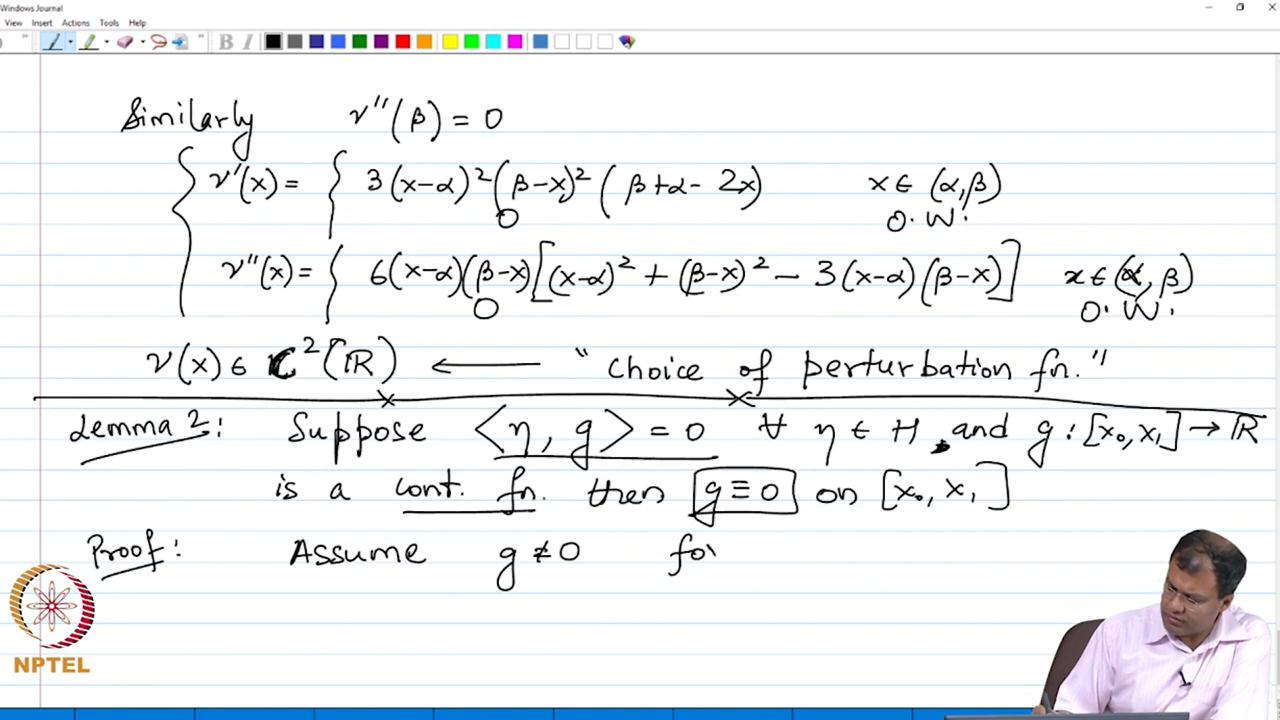 Windows Journal
View Insert Actions Tools Help
Similarly ν''(β) = 0
ν'(x) = { 3(x-α)²(β-x)²(β+α-2x) x ∈ (α,β)
0 O.W.
ν''(x) = { 6(x-α)(β-x)[(x-α)² + (β-x)² - 3(x-α)(β-x)] x ∈ (α,β)
0 O.W.
ν(x) ∈ C²(ℝ) ← "choice of perturbation fn."
Lemma 2: Suppose ⟨η, g⟩ = 0 ∀ η ∈ H, and g : [x₀, x₁] → ℝ
is a cont. fn. then g ≡ 0 on [x₀, x₁]
Proof: Assume g ≠ 0 for
NPTEL